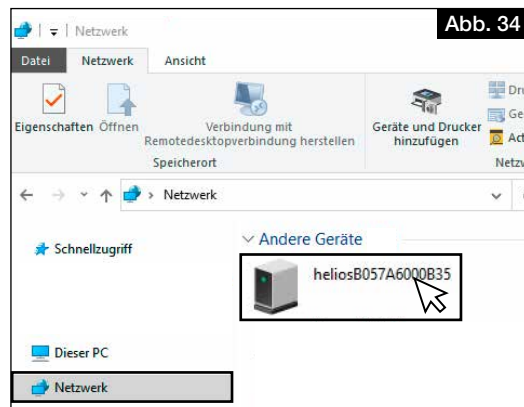 Abb. 34
Netzwerk
Datei Netzwerk Ansicht
Eigenschaften Öffnen Verbindung mit Remotedesktopverbindung herstellen Geräte und Drucker hinzufügen
Speicherort
Netzwerk
Schnellzugriff
Andere Geräte
heliosB057A6000B35
Dieser PC
Netzwerk